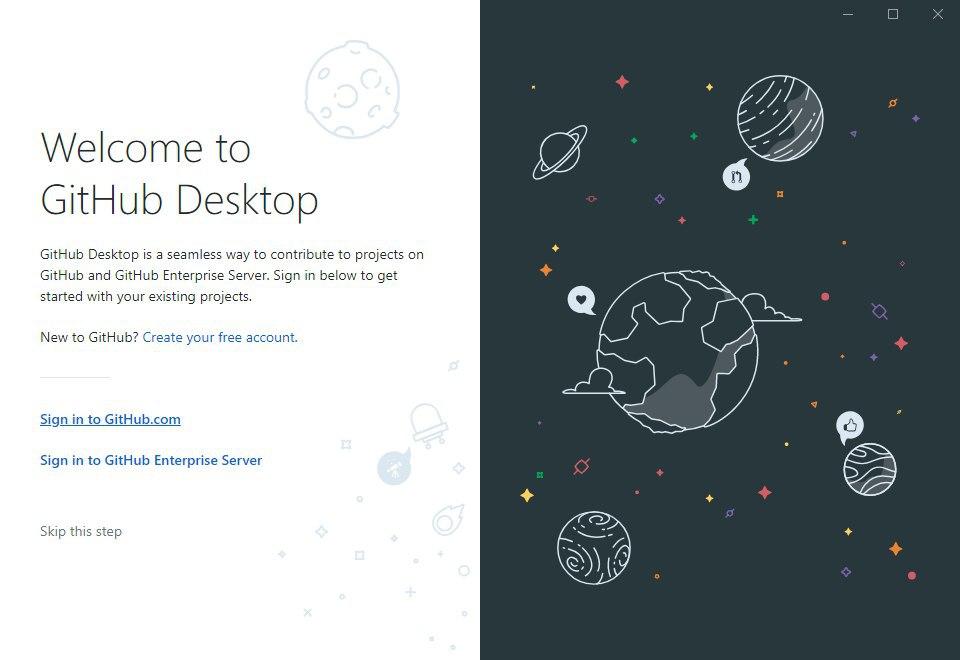 Welcome to
GitHub Desktop
GitHub Desktop is a seamless way to contribute to projects on
GitHub and GitHub Enterprise Server. Sign in below to get
started with your existing projects.
New to GitHub? Create your free account.
Sign in to GitHub.com
Sign in to GitHub Enterprise Server
Skip this step